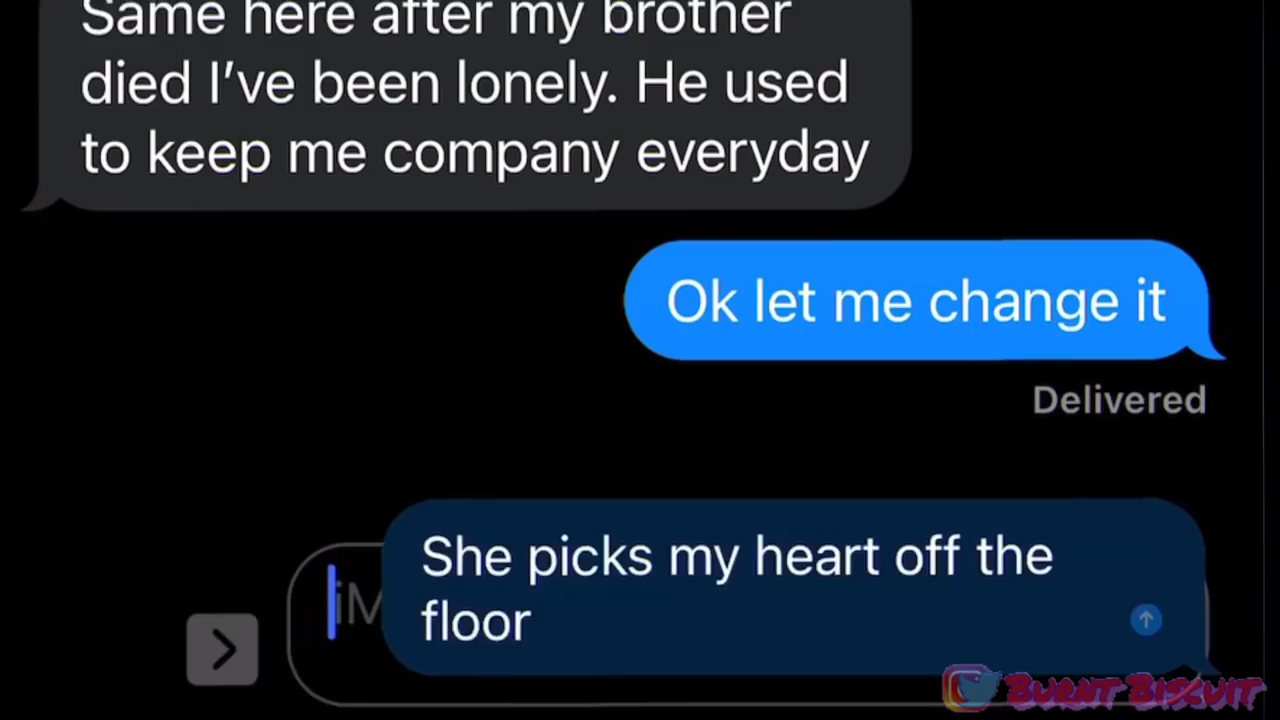 Same here after my brother
died I've been lonely. He used
to keep me company everyday
Ok let me change it
Delivered
She picks my heart off the
floor
iM
BURNT BISCUIT